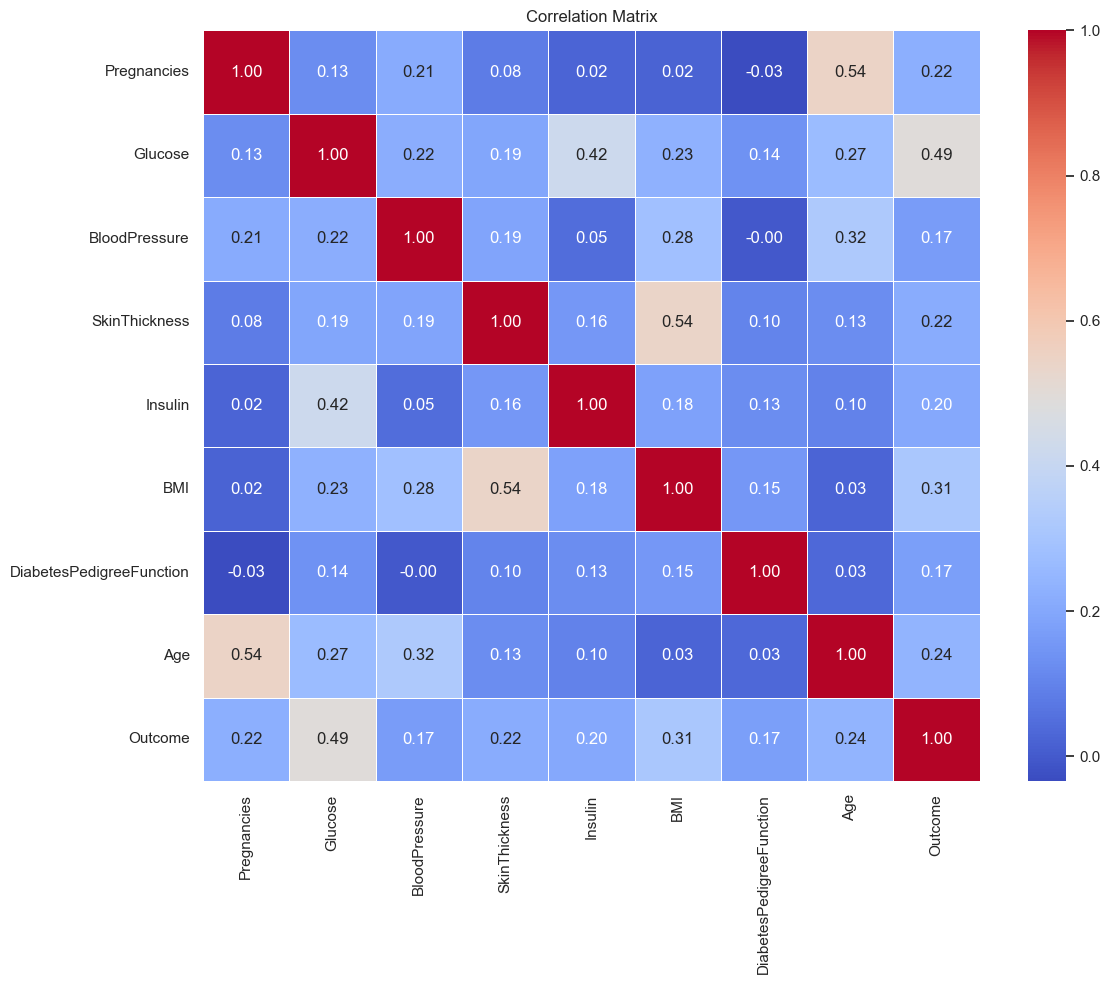 Correlation Matrix
Pregnancies 1.00 0.13 0.21 0.08 0.02 0.02 -0.03 0.54 0.22
Glucose 0.13 1.00 0.22 0.19 0.42 0.23 0.14 0.27 0.49
BloodPressure 0.21 0.22 1.00 0.19 0.05 0.28 -0.00 0.32 0.17
SkinThickness 0.08 0.19 0.19 1.00 0.16 0.54 0.10 0.13 0.22
Insulin 0.02 0.42 0.05 0.16 1.00 0.18 0.13 0.10 0.20
BMI 0.02 0.23 0.28 0.54 0.18 1.00 0.15 0.03 0.31
DiabetesPedigreeFunction -0.03 0.14 -0.00 0.10 0.13 0.15 1.00 0.03 0.17
Age 0.54 0.27 0.32 0.13 0.10 0.03 0.03 1.00 0.24
Outcome 0.22 0.49 0.17 0.22 0.20 0.31 0.17 0.24 1.00
Pregnancies
Glucose
BloodPressure
SkinThickness
Insulin
BMI
DiabetesPedigreeFunction
Age
Outcome
1.0
0.8
0.6
0.4
0.2
0.0